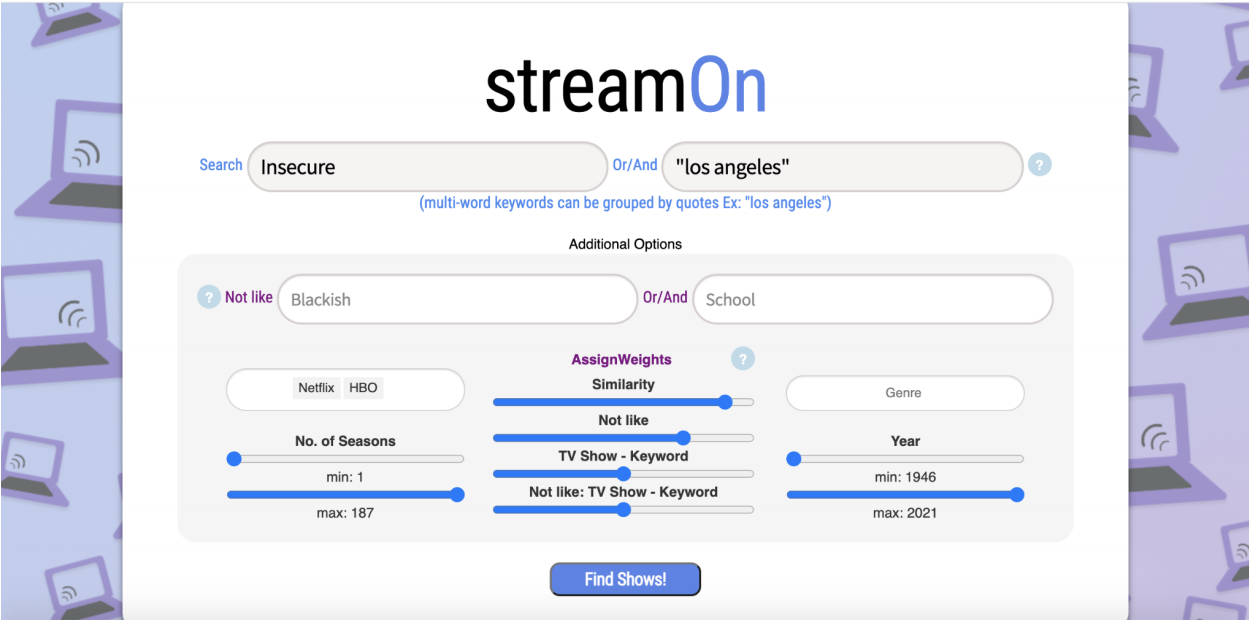 streamOn
Search Insecure Or/And "los angeles" ?
(multi-word keywords can be grouped by quotes Ex: "los angeles")
Additional Options
? Not like Blackish Or/And School
AssignWeights ?
Netflix HBO
Similarity
Genre
Not like
No. of Seasons
Year
TV Show - Keyword
min: 1
min: 1946
Not like: TV Show - Keyword
max: 187
max: 2021
Find Shows!